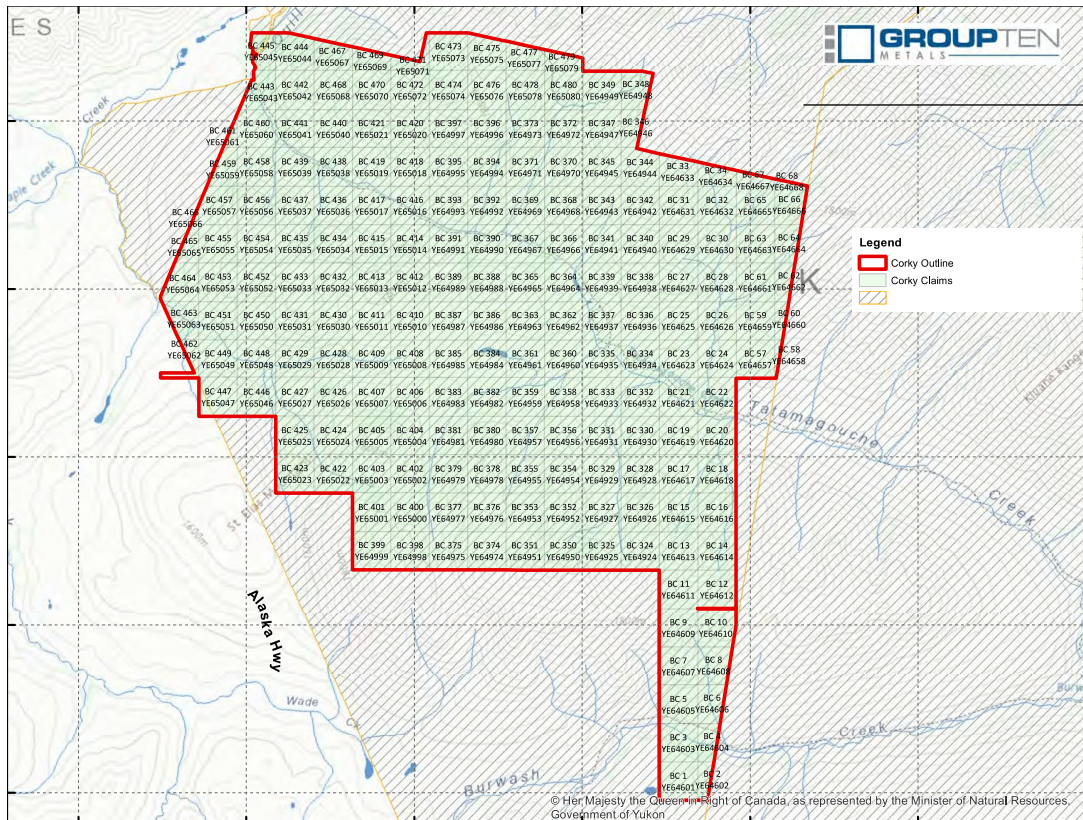 E S
GROUPTEN
METALS
BC 445 BC 444 BC 467 BC 469 BC 471 BC 473 BC 475 BC 477 BC 479
YE65045 YE65044 YE65067 YE65069 YE65071 YE65073 YE65075 YE65077 YE65079
BC 443 BC 442 BC 468 BC 470 BC 472 BC 474 BC 476 BC 478 BC 480 BC 349 BC 348
YE65043 YE65042 YE65068 YE65070 YE65072 YE65074 YE65076 YE65078 YE65080 YE64949 YE64948
Creek
BC 461 BC 460 BC 441 BC 440 BC 421 BC 420 BC 397 BC 396 BC 373 BC 372 BC 347 BC 346
YE65061 YE65060 YE65041 YE65040 YE65021 YE65020 YE64997 YE64996 YE64973 YE64972 YE64947 YE64946
BC 459 BC 458 BC 439 BC 438 BC 419 BC 418 BC 395 BC 394 BC 371 BC 370 BC 345 BC 344 BC 33 BC 34 BC 67 BC 68
YE65059 YE65058 YE65039 YE65038 YE65019 YE65018 YE64995 YE64994 YE64971 YE64970 YE64945 YE64944 YE64633 YE64634 YE64667 YE64668
aple Creek
BC 466 BC 457 BC 456 BC 437 BC 436 BC 417 BC 416 BC 393 BC 392 BC 369 BC 368 BC 343 BC 342 BC 31 BC 32 BC 65 BC 66
YE65066 YE65057 YE65056 YE65037 YE65036 YE65017 YE65016 YE64993 YE64992 YE64969 YE64968 YE64943 YE64942 YE64631 YE64632 YE64665 YE64666
1800m
BC 465 BC 455 BC 454 BC 435 BC 434 BC 415 BC 414 BC 391 BC 390 BC 367 BC 366 BC 341 BC 340 BC 29 BC 30 BC 63 BC 64
YE65065 YE65055 YE65054 YE65035 YE65034 YE65015 YE65014 YE64991 YE64990 YE64967 YE64966 YE64941 YE64940 YE64629 YE64630 YE64663 YE64664
Legend
Corky Outline
Corky Claims
BC 464 BC 453 BC 452 BC 433 BC 432 BC 413 BC 412 BC 389 BC 388 BC 365 BC 364 BC 339 BC 338 BC 27 BC 28 BC 61 BC 62
YE65064 YE65053 YE65052 YE65033 YE65032 YE65013 YE65012 YE64989 YE64988 YE64965 YE64964 YE64939 YE64938 YE64627 YE64628 YE64661 YE64662
K
BC 463 BC 451 BC 450 BC 431 BC 430 BC 411 BC 410 BC 387 BC 386 BC 363 BC 362 BC 337 BC 336 BC 25 BC 26 BC 59 BC 60
YE65063 YE65051 YE65050 YE65031 YE65030 YE65011 YE65010 YE64987 YE64986 YE64963 YE64962 YE64937 YE64936 YE64625 YE64626 YE64659 YE64660
BC 462 BC 449 BC 448 BC 429 BC 428 BC 409 BC 408 BC 385 BC 384 BC 361 BC 360 BC 335 BC 334 BC 23 BC 24 BC 57 BC 58
YE65062 YE65049 YE65048 YE65029 YE65028 YE65009 YE65008 YE64985 YE64984 YE64961 YE64960 YE64935 YE64934 YE64623 YE64624 YE64657 YE64658
BC 447 BC 446 BC 427 BC 426 BC 407 BC 406 BC 383 BC 382 BC 359 BC 358 BC 333 BC 332 BC 21 BC 22
YE65047 YE65046 YE65027 YE65026 YE65007 YE65006 YE64983 YE64982 YE64959 YE64958 YE64933 YE64932 YE64621 YE64622
Tatamagouche
Creek
BC 425 BC 424 BC 405 BC 404 BC 381 BC 380 BC 357 BC 356 BC 331 BC 330 BC 19 BC 20
YE65025 YE65024 YE65005 YE65004 YE64981 YE64980 YE64957 YE64956 YE64931 YE64930 YE64619 YE64620
BC 423 BC 422 BC 403 BC 402 BC 379 BC 378 BC 355 BC 354 BC 329 BC 328 BC 17 BC 18
YE65023 YE65022 YE65003 YE65002 YE64979 YE64978 YE64955 YE64954 YE64929 YE64928 YE64617 YE64618
BC 401 BC 400 BC 377 BC 376 BC 353 BC 352 BC 327 BC 326 BC 15 BC 16
YE65001 YE65000 YE64977 YE64976 YE64953 YE64952 YE64927 YE64926 YE64615 YE64616
1600m
BC 399 BC 398 BC 375 BC 374 BC 351 BC 350 BC 325 BC 324 BC 13 BC 14
YE64999 YE64998 YE64975 YE64974 YE64951 YE64950 YE64925 YE64924 YE64613 YE64614
BC 11 BC 12
YE64611 YE64612
Alaska Hwy
BC 9 BC 10
YE64609 YE64610
BC 7 BC 8
YE64607 YE64608
BC 5 BC 6
YE64605 YE64606
Wade Ck
BC 3 BC 4
YE64603 YE64604
Burwash Creek
BC 1 BC 2
YE64601 YE64602
© Her Majesty the Queen in Right of Canada, as represented by the Minister of Natural Resources.
Government of Yukon